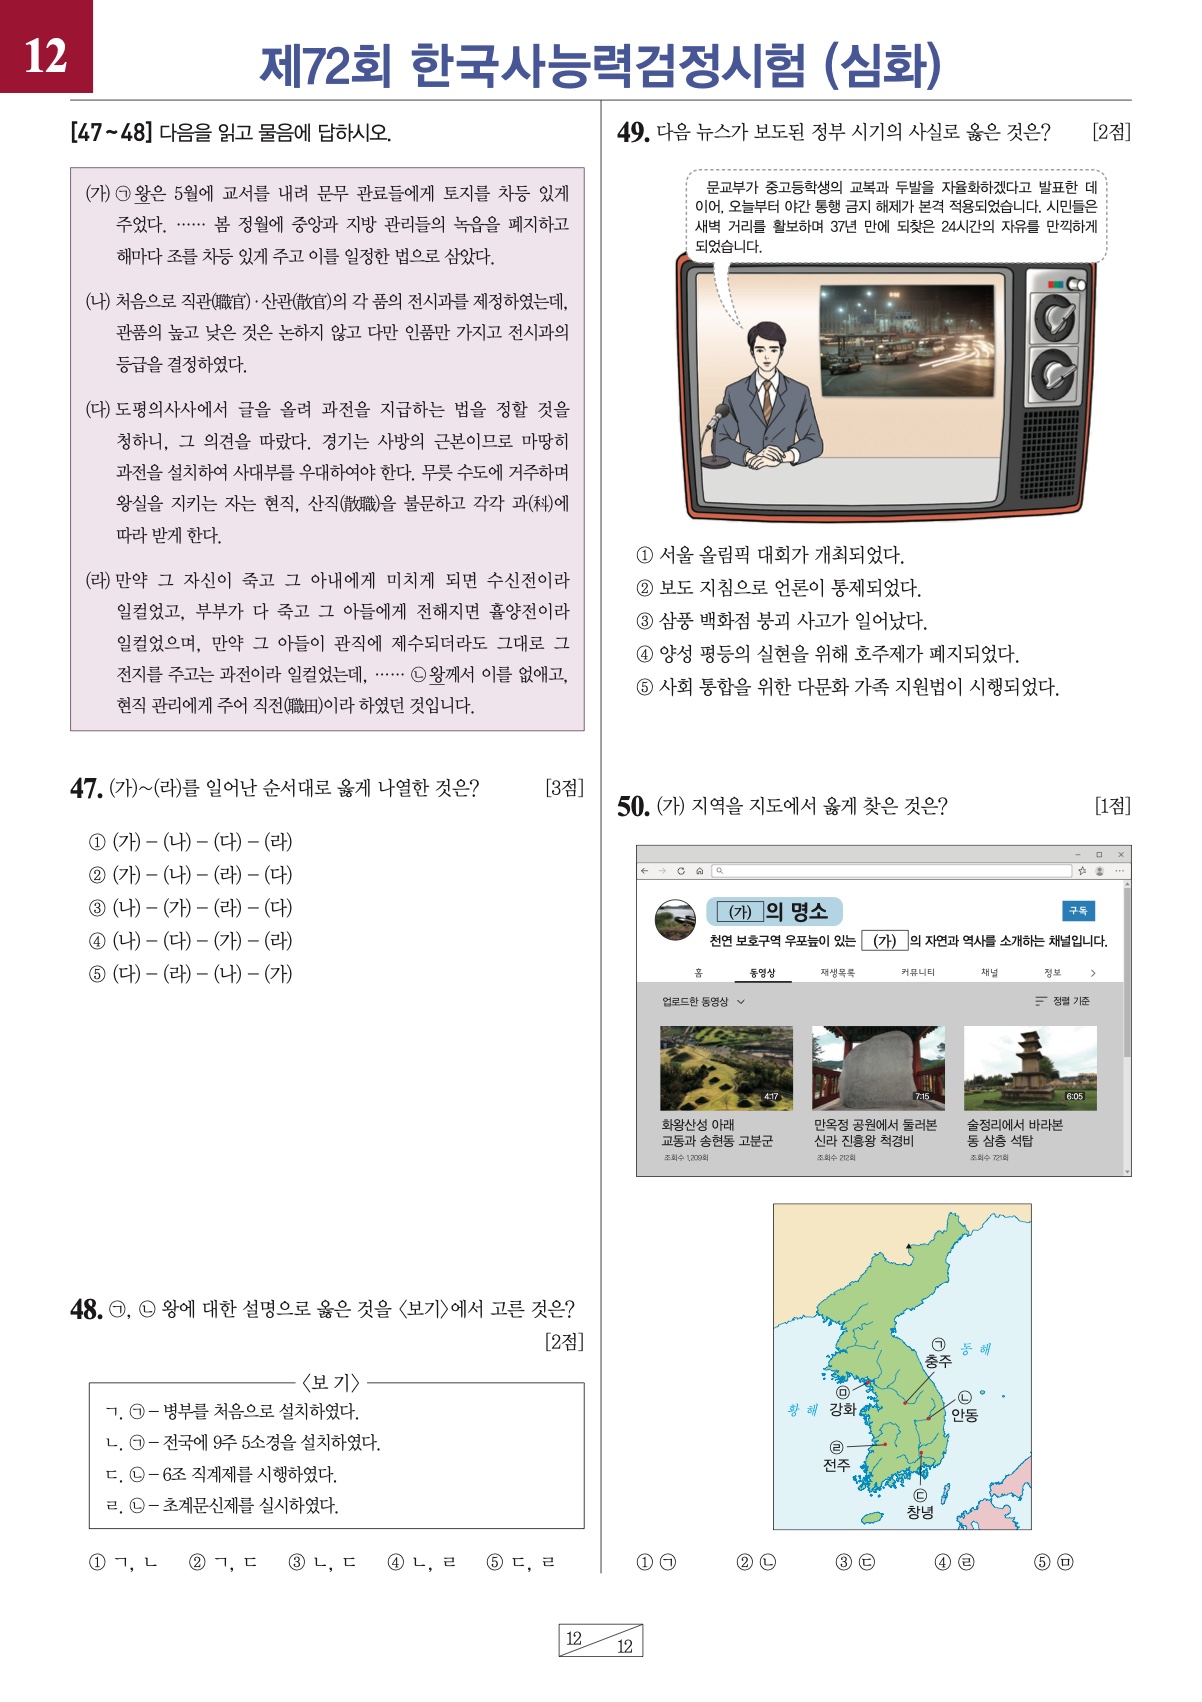 12
제72회 한국사능력검정시험 (심화)
[47~48] 다음을 읽고 물음에 답하시오.
(가) ㉠ 왕은 5월에 교서를 내려 문무 관료들에게 토지를 차등 있게
주었다. …… 봄 정월에 중앙과 지방 관리들의 녹읍을 폐지하고
해마다 조를 차등 있게 주고 이를 일정한 법으로 삼았다.
(나) 처음으로 직관(職官)·산관(散官)의 각 품의 전시과를 제정하였는데,
관품의 높고 낮은 것은 논하지 않고 다만 인품만 가지고 전시과의
등급을 결정하였다.
(다) 도평의사사에서 글을 올려 과전을 지급하는 법을 정할 것을
청하니, 그 의견을 따랐다. 경기는 사방의 근본이므로 마땅히
과전을 설치하여 사대부를 우대하여야 한다. 무릇 수도에 거주하며
왕실을 지키는 자는 현직, 산직(散職)을 불문하고 각각 과(科)에
따라 받게 한다.
(라) 만약 그 자신이 죽고 그 아내에게 미치게 되면 수신전이라
일컬었고, 부부가 다 죽고 그 아들에게 전해지면 휼양전이라
일컬었으며, 만약 그 아들이 관직에 제수되더라도 그대로 그
전지를 주고는 과전이라 일컬었는데, …… ㉡ 왕께서 이를 없애고,
현직 관리에게 주어 직전(職田)이라 하였던 것입니다.
47. (가)~(라)를 일어난 순서대로 옳게 나열한 것은? [3점]
① (가) – (나) – (다) – (라)
② (가) – (나) – (라) – (다)
③ (나) – (가) – (라) – (다)
④ (나) – (다) – (가) – (라)
⑤ (다) – (라) – (나) – (가)
48. ㉠, ㉡ 왕에 대한 설명으로 옳은 것을 〈보기〉에서 고른 것은?
[2점]
〈보 기〉
ㄱ. ㉠ – 병부를 처음으로 설치하였다.
ㄴ. ㉠ – 전국에 9주 5소경을 설치하였다.
ㄷ. ㉡ – 6조 직계제를 시행하였다.
ㄹ. ㉡ – 초계문신제를 실시하였다.
① ㄱ, ㄴ ② ㄱ, ㄷ ③ ㄴ, ㄷ ④ ㄴ, ㄹ ⑤ ㄷ, ㄹ
49. 다음 뉴스가 보도된 정부 시기의 사실로 옳은 것은? [2점]
문교부가 중고등학생의 교복과 두발을 자율화하겠다고 발표한 데
이어, 오늘부터 야간 통행 금지 해제가 본격 적용되었습니다. 시민들은
새벽 거리를 활보하며 37년 만에 되찾은 24시간의 자유를 만끽하게
되었습니다.
① 서울 올림픽 대회가 개최되었다.
② 보도 지침으로 언론이 통제되었다.
③ 삼풍 백화점 붕괴 사고가 일어났다.
④ 양성 평등의 실현을 위해 호주제가 폐지되었다.
⑤ 사회 통합을 위한 다문화 가족 지원법이 시행되었다.
50. (가) 지역을 지도에서 옳게 찾은 것은? [1점]
(가) 의 명소
구독
천연 보호구역 우포늪이 있는 (가) 의 자연과 역사를 소개하는 채널입니다.
홈 동영상 재생목록 커뮤니티 채널 정보
업로드한 동영상
정렬 기준
4:17
7:15
6:05
화왕산성 아래
교동과 송현동 고분군
조회수 1,209회
만옥정 공원에서 둘러본
신라 진흥왕 척경비
조회수 212회
술정리에서 바라본
동 삼층 석탑
조회수 721회
㉠
충주
동 해
㉤
강화
황 해
㉡
안동
㉣
전주
㉢
창녕
① ㉠ ② ㉡ ③ ㉢ ④ ㉣ ⑤ ㉤
12
12